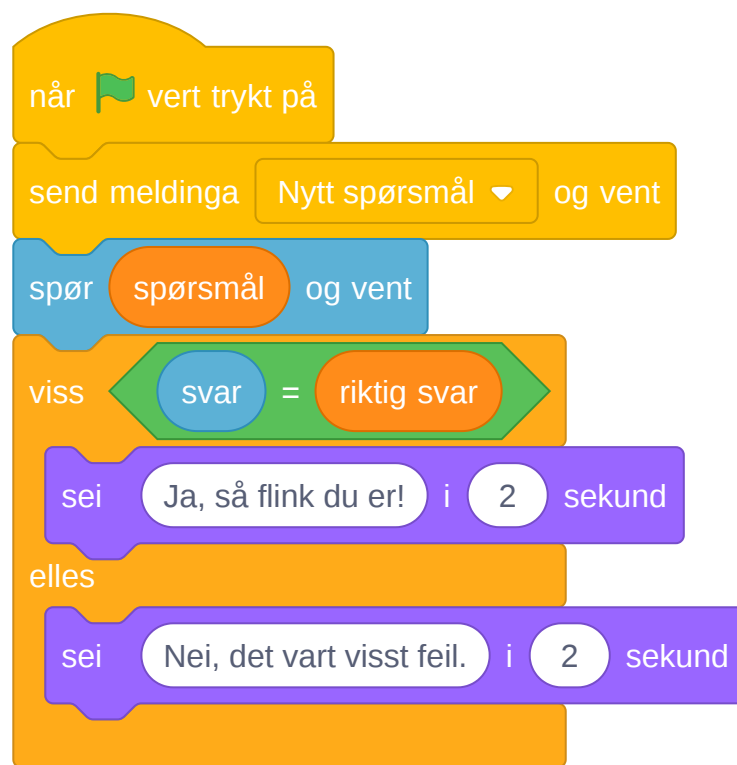 når vert trykt på
send meldinga Nytt spørsmål og vent
spør spørsmål og vent
viss svar = riktig svar
sei Ja, så flink du er! i 2 sekund
elles
sei Nei, det vart visst feil. i 2 sekund